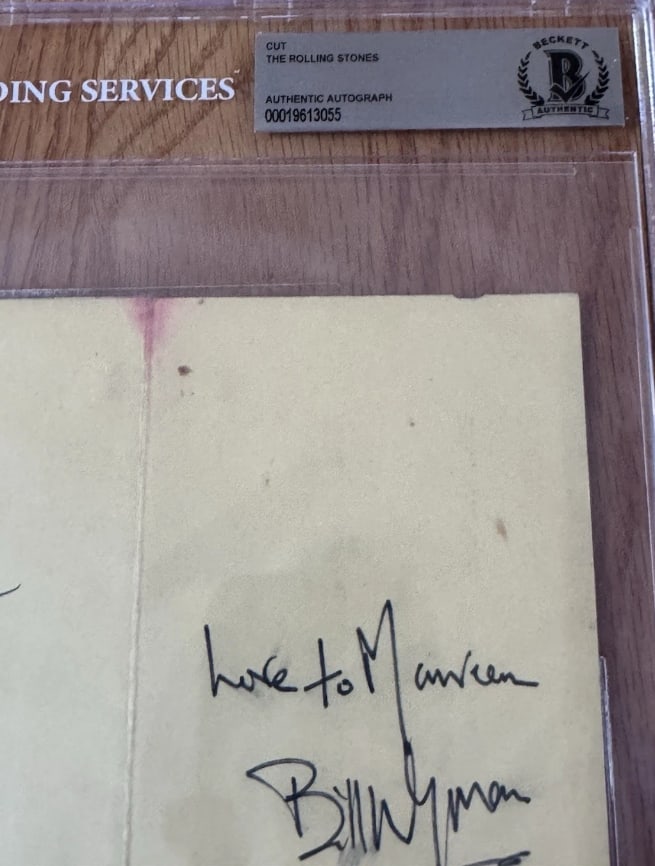 CUT
THE ROLLING STONES
DING SERVICES
AUTHENTIC AUTOGRAPH
00019613055
BECKETT
B
AUTHENTIC
Love to Maureen
Bill Wyman